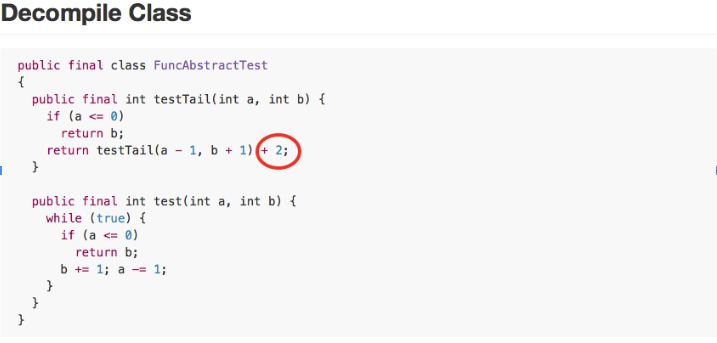 Decompile Class
public final class FuncAbstractTest
{
public final int testTail(int a, int b) {
if (a <= 0)
return b;
return testTail(a - 1, b + 1) + 2;
}
public final int test(int a, int b) {
while (true) {
if (a <= 0)
return b;
b += 1; a -= 1;
}
}
}